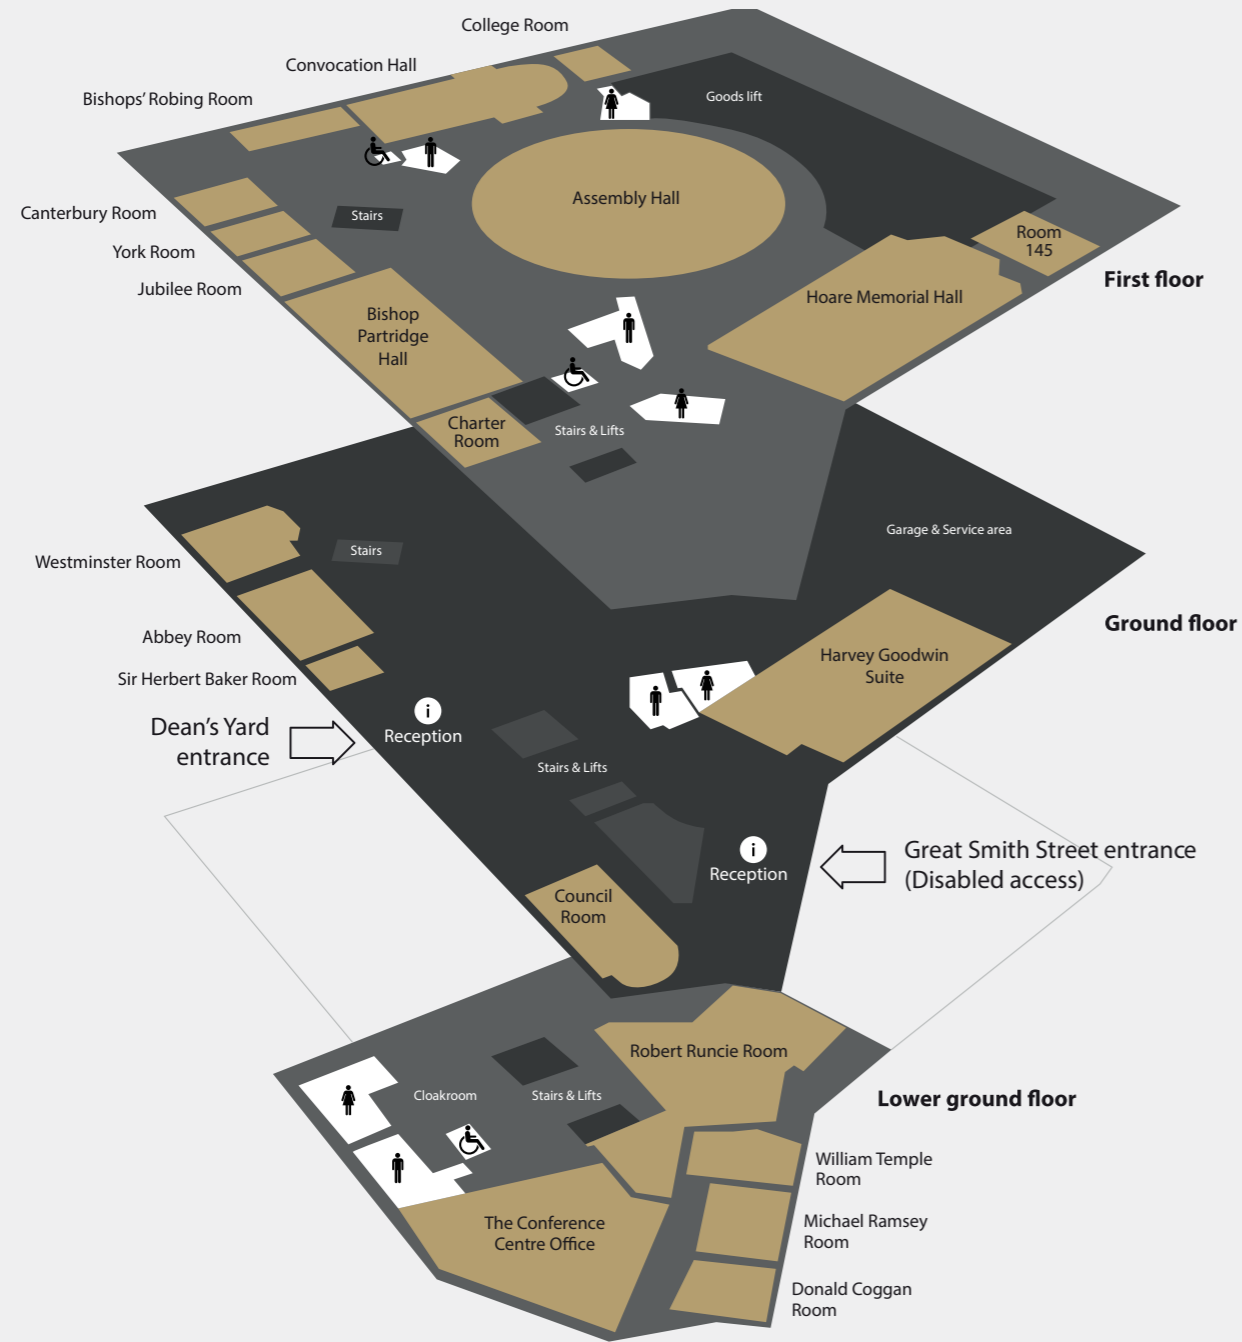 College Room
Convocation Hall
Bishops' Robing Room
Goods lift
Assembly Hall
Canterbury Room
Stairs
York Room
Room
145
Jubilee Room
First floor
Hoare Memorial Hall
Bishop
Partridge
Hall
Charter
Room
Stairs & Lifts
Garage & Service area
Westminster Room
Stairs
Ground floor
Abbey Room
Harvey Goodwin
Suite
Sir Herbert Baker Room
Dean's Yard
entrance
i
Reception
Stairs & Lifts
i
Reception
Great Smith Street entrance
(Disabled access)
Council
Room
Robert Runcie Room
Cloakroom
Stairs & Lifts
Lower ground floor
William Temple
Room
Michael Ramsey
Room
The Conference
Centre Office
Donald Coggan
Room